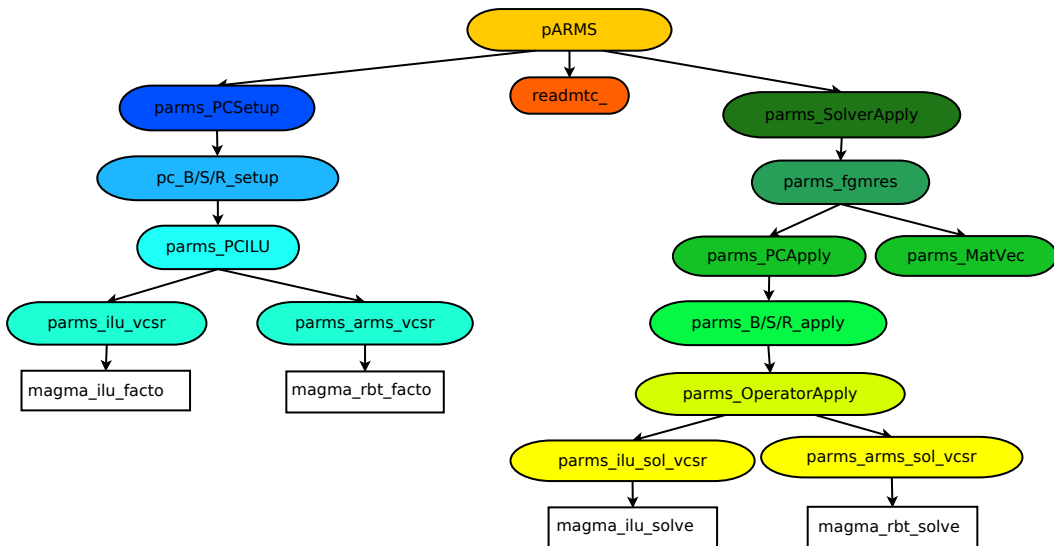 pARMS
parms_PCSetup
readmtc_
parms_SolverApply
pc_B/S/R_setup
parms_fgmres
parms_PCILU
parms_PCApply
parms_MatVec
parms_ilu_vcsr
parms_arms_vcsr
parms_B/S/R_apply
magma_ilu_facto
magma_rbt_facto
parms_OperatorApply
parms_ilu_sol_vcsr
parms_arms_sol_vcsr
magma_ilu_solve
magma_rbt_solve